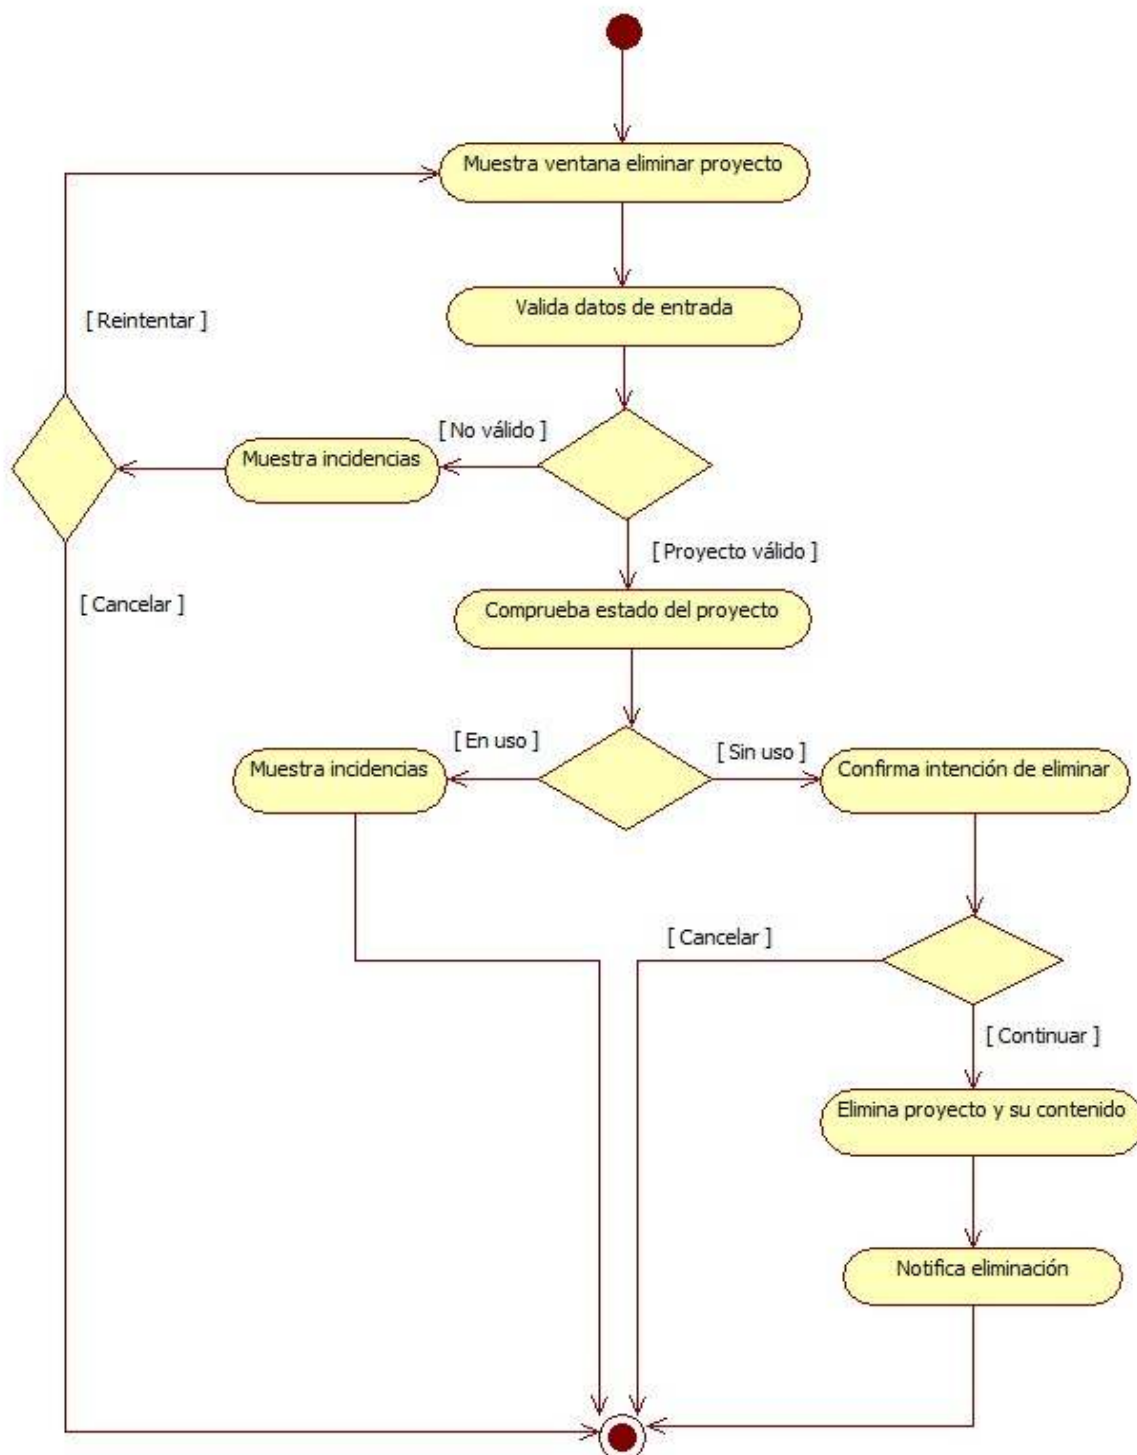 Muestra ventana eliminar proyecto
Valida datos de entrada
[ Reintentar ]
[ No válido ]
Muestra incidencias
[ Proyecto válido ]
[ Cancelar ]
Comprueba estado del proyecto
[ En uso ]
[ Sin uso ]
Muestra incidencias
Confirma intención de eliminar
[ Cancelar ]
[ Continuar ]
Elimina proyecto y su contenido
Notifica eliminación